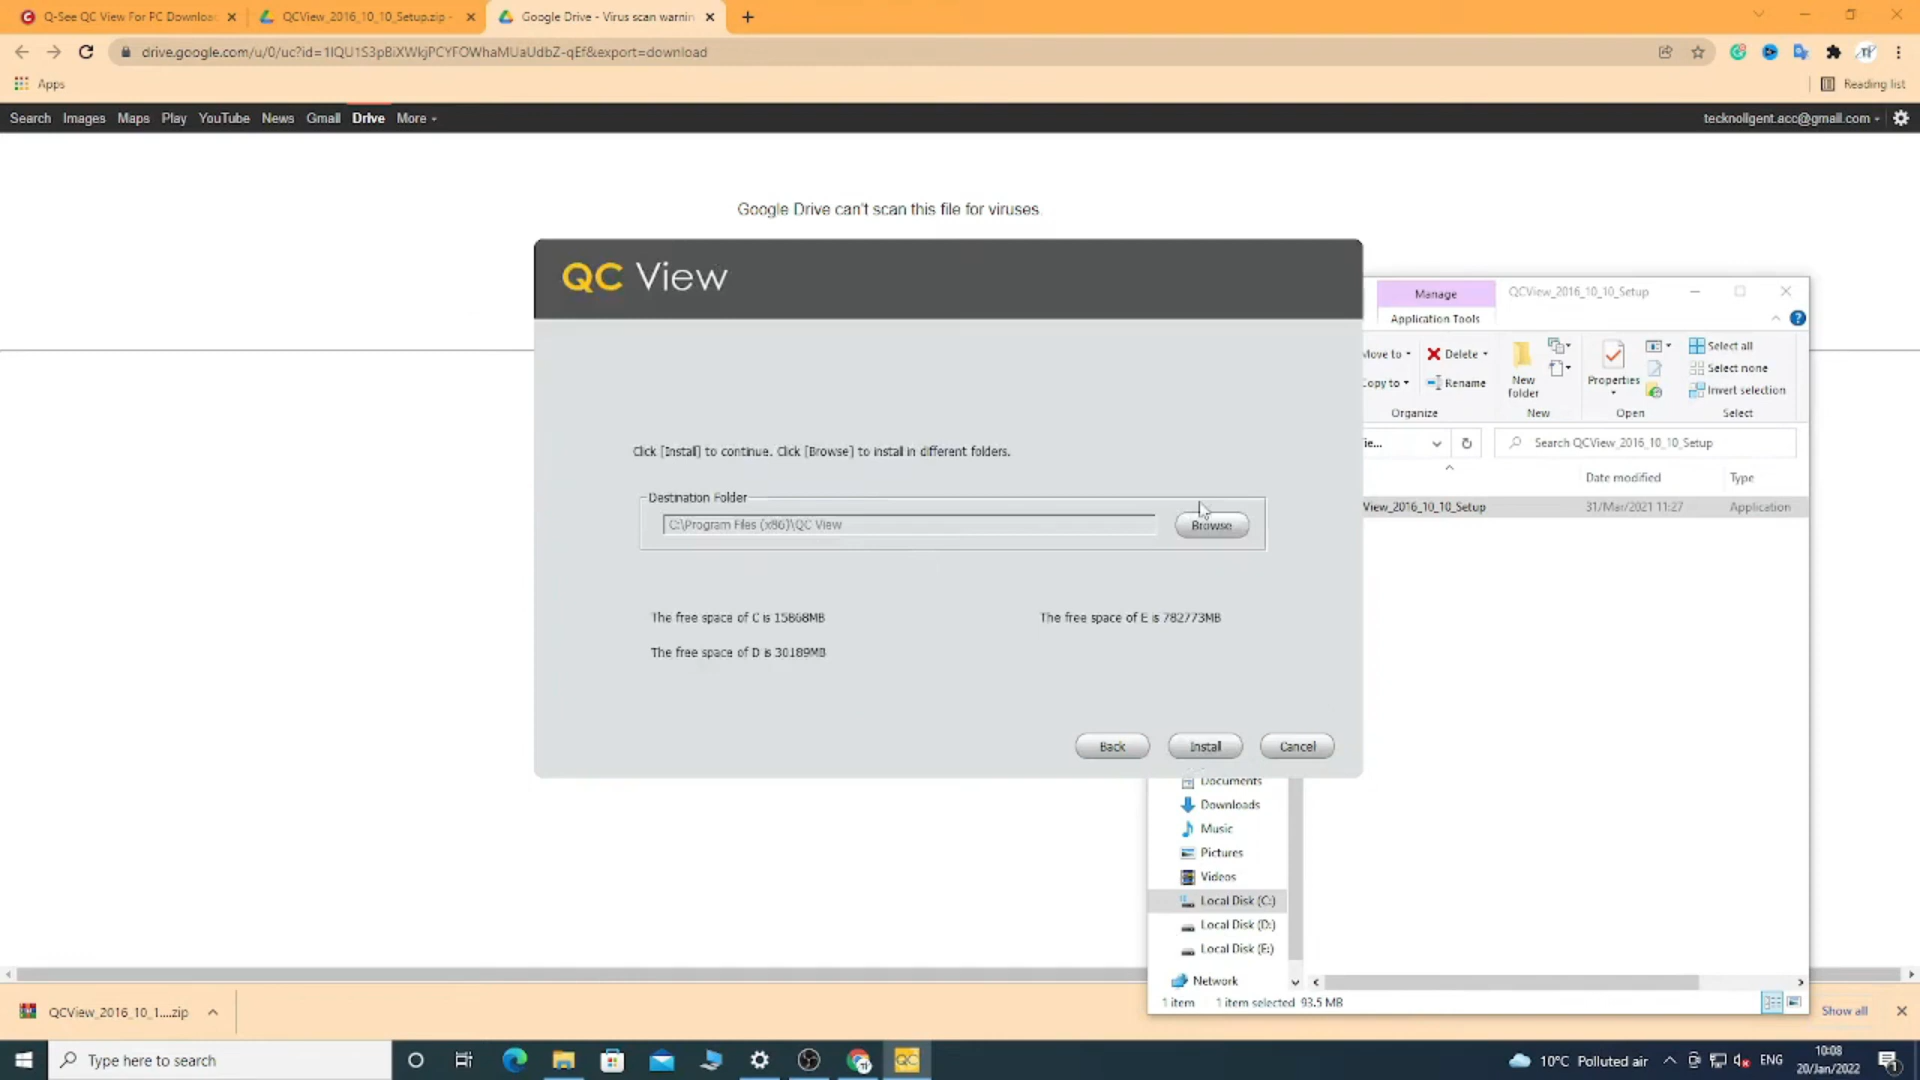 Q-See QC View For PC Download
QCView_2016_10_10_Setup.zip -
Google Drive - Virus scan warnin
drive.google.com/u/0/uc?id=1IQU1S3pBiXWkjPCYFOWhaMUaUdbZ-qEf&export=download
Apps
Reading list
Search Images Maps Play YouTube News Gmail Drive More
tecknollgent.acc@gmail.com
Google Drive can't scan this file for viruses.
QC View
Click [Install] to continue. Click [Browse] to install in different folders.
Destination Folder
C:\Program Files (x86)\QC View
Browse
The free space of C is 15868MB
The free space of E is 782773MB
The free space of D is 30189MB
Back Install Cancel
Manage
QCView_2016_10_10_Setup
Application Tools
Move to
Delete
Copy to
Rename
New folder
Properties
Select all
Select none
Invert selection
Organize New Open Select
ie...
Search QCView_2016_10_10_Setup
Date modified Type
View_2016_10_10_Setup 31/Mar/2021 11:27 Application
Documents
Downloads
Music
Pictures
Videos
Local Disk (C:)
Local Disk (D:)
Local Disk (E:)
Network
1 item 1 item selected 93.5 MB
QCView_2016_10_1....zip
Show all
Type here to search
QC
10°C Polluted air
ENG
10:08
20/Jan/2022